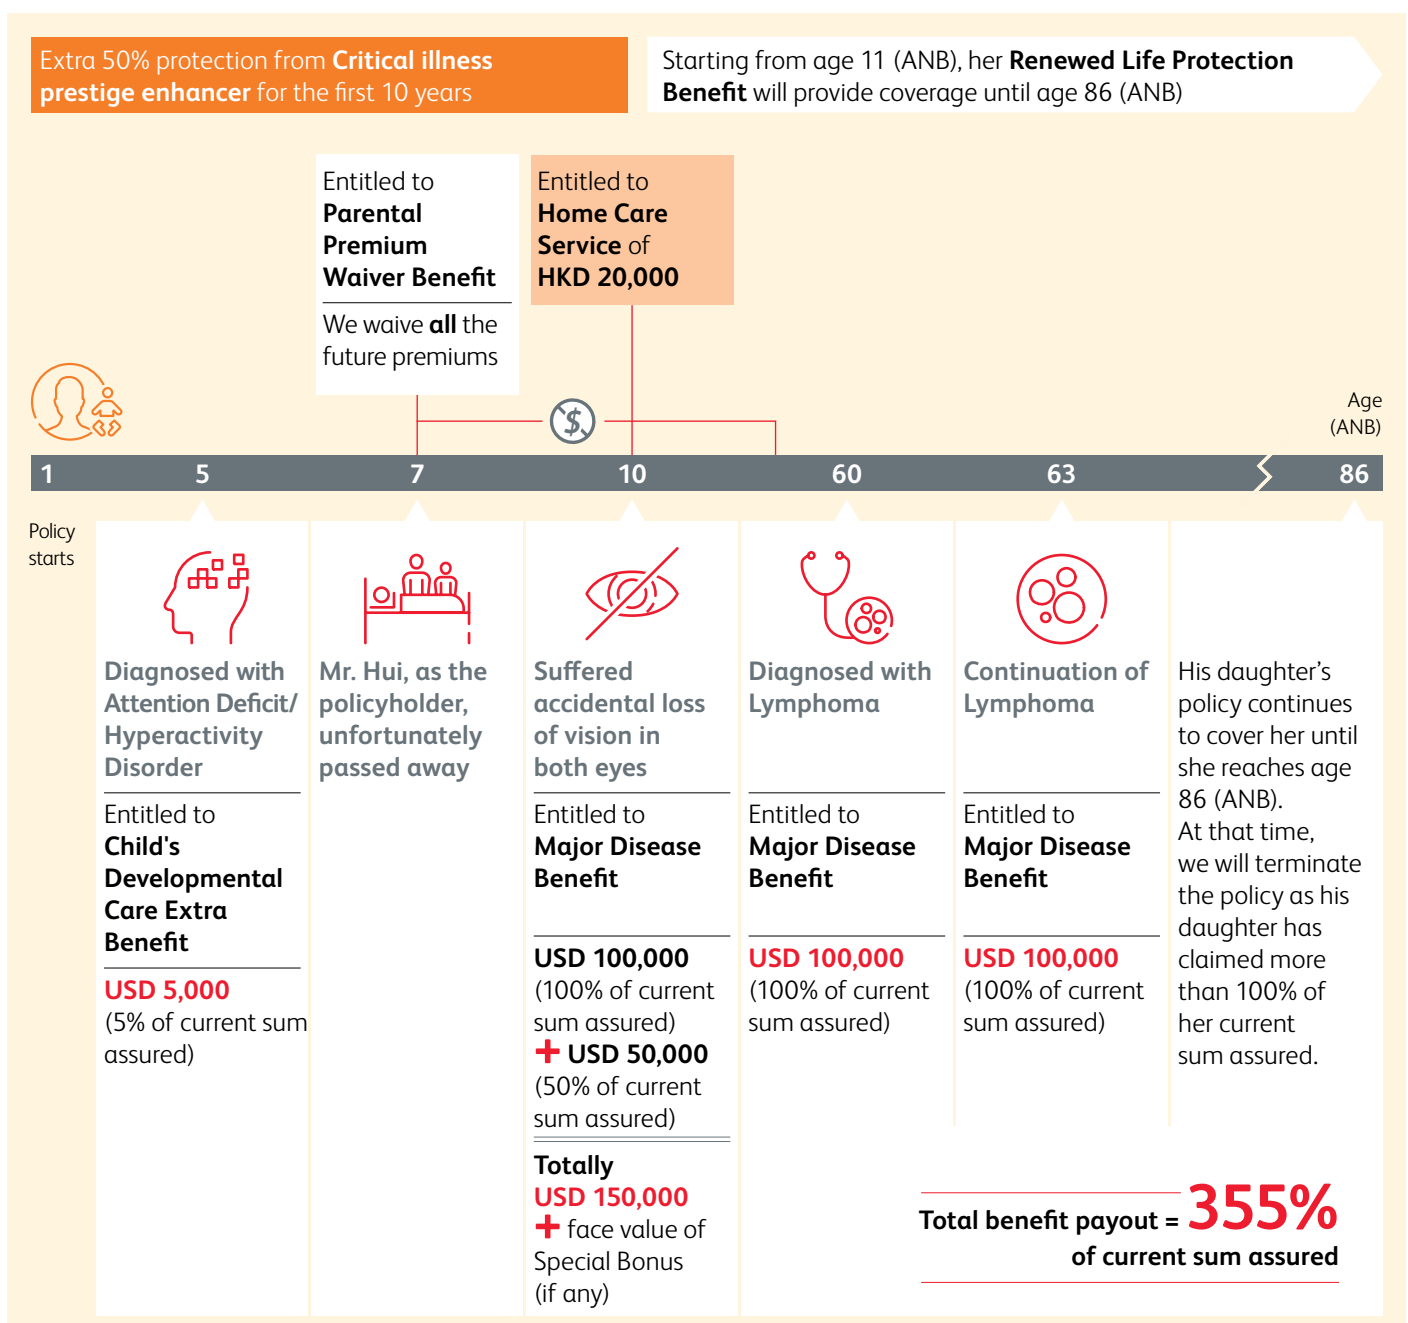 Extra 50% protection from Critical illness
prestige enhancer for the first 10 years
Starting from age 11 (ANB), her Renewed Life Protection
Benefit will provide coverage until age 86 (ANB)
Entitled to
Parental
Premium
Waiver Benefit
We waive all the
future premiums
Entitled to
Home Care
Service of
HKD 20,000
$
Age
(ANB)
1 5 7 10 60 63 86
Policy
starts
Diagnosed with
Attention Deficit/
Hyperactivity
Disorder
Entitled to
Child's
Developmental
Care Extra
Benefit
USD 5,000
(5% of current sum
assured)
Mr. Hui, as the
policyholder,
unfortunately
passed away
Suffered
accidental loss
of vision in
both eyes
Entitled to
Major Disease
Benefit
USD 100,000
(100% of current
sum assured)
+ USD 50,000
(50% of current
sum assured)
Totally
USD 150,000
+ face value of
Special Bonus
(if any)
Diagnosed with
Lymphoma
Entitled to
Major Disease
Benefit
USD 100,000
(100% of current
sum assured)
Continuation of
Lymphoma
Entitled to
Major Disease
Benefit
USD 100,000
(100% of current
sum assured)
His daughter’s
policy continues
to cover her until
she reaches age
86 (ANB).
At that time,
we will terminate
the policy as his
daughter has
claimed more
than 100% of
her current
sum assured.
Total benefit payout = 355%
of current sum assured